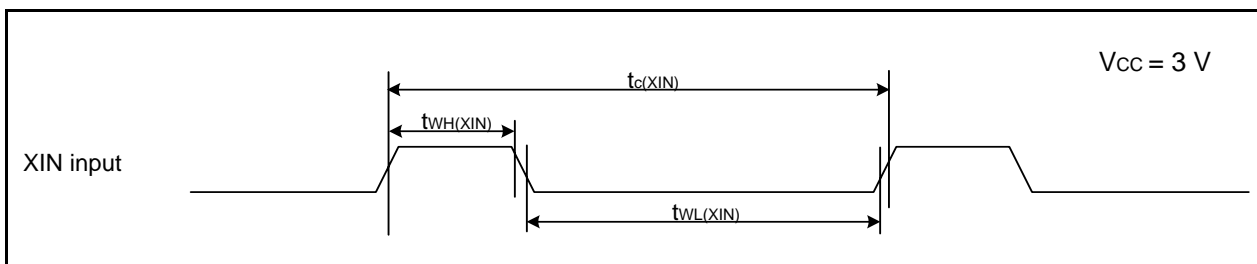 VCC = 3 V
tc(XIN)
tWH(XIN)
XIN input
tWL(XIN)